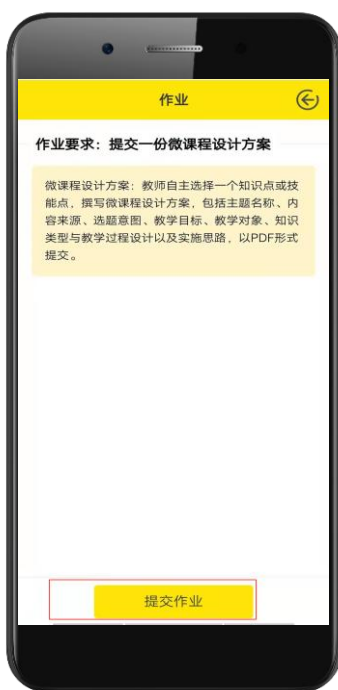 作业
作业要求：提交一份微课程设计方案
微课程设计方案：教师自主选择一个知识点或技
能点，撰写微课程设计方案，包括主题名称、内
容来源、选题意图、教学目标、教学对象、知识
类型与教学过程设计以及实施思路，以PDF形式
提交。
提交作业